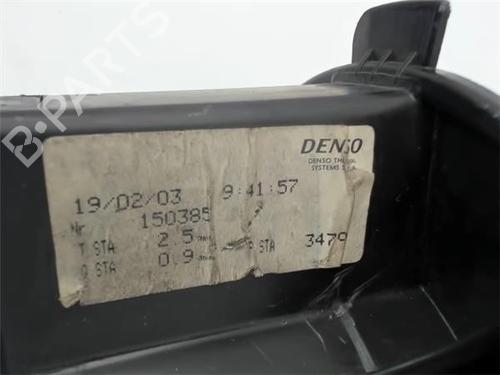 B-PARTS
DENSO
DENSO THERMAL
SYSTEMS S.p.A.
19/02/03 9:41:57
Nr 150385
T STA 2.5 P STA 3479
Q STA 0.9